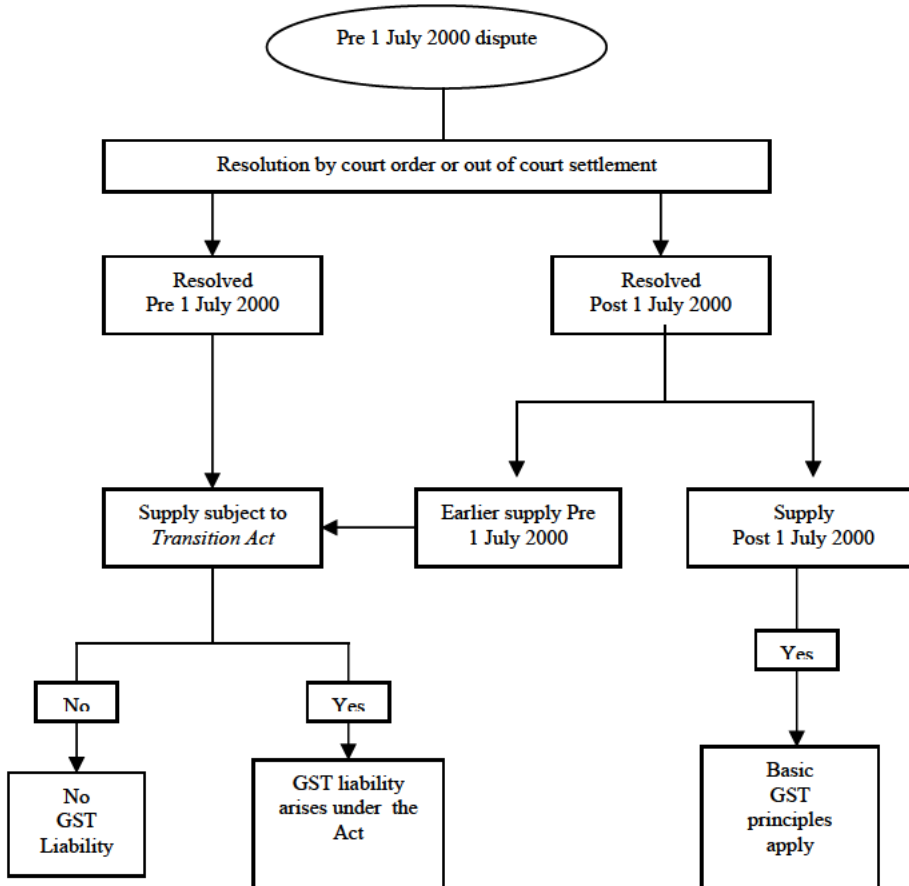 Pre 1 July 2000 dispute
Resolution by court order or out of court settlement
Resolved
Pre 1 July 2000
Resolved
Post 1 July 2000
Supply subject to
Transition Act
Earlier supply Pre
1 July 2000
Supply
Post 1 July 2000
Yes
No
Yes
No
GST
Liability
GST liability
arises under the
Act
Basic
GST
principles
apply